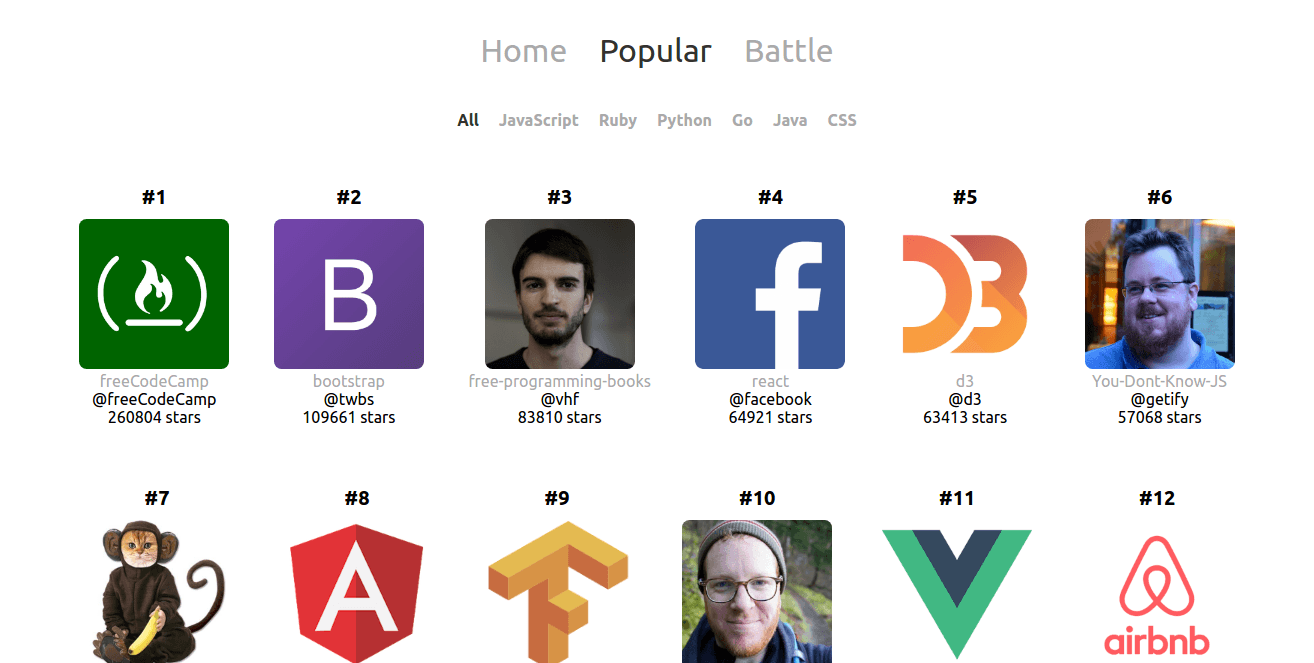 Home Popular Battle
All JavaScript Ruby Python Go Java CSS
#1 #2 #3 #4 #5 #6
B f D3
freeCodeCamp bootstrap free-programming-books react d3 You-Dont-Know-JS
@freeCodeCamp @twbs @vhf @facebook @d3 @getify
260804 stars 109661 stars 83810 stars 64921 stars 63413 stars 57068 stars
#7 #8 #9 #10 #11 #12
A
airbnb